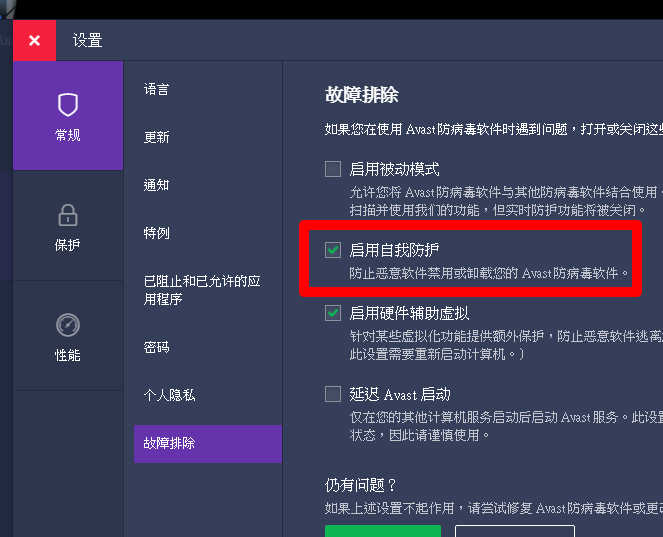 设置
常规
保护
性能
语言
更新
通知
特例
已阻止和已允许的应
用程序
密码
个人隐私
故障排除
故障排除
如果您在使用 Avast 防病毒软件时遇到问题，打开或关闭这些
启用被动模式
允许您将 Avast 防病毒软件与其他防病毒软件结合使用。
扫描并使用我们的功能，但实时防护功能将被关闭。
启用自我防护
防止恶意软件禁用或卸载您的 Avast 防病毒软件。
启用硬件辅助虚拟
针对某些虚拟化功能提供额外保护，防止恶意软件逃离
此设置需要重新启动计算机。）
延迟 Avast 启动
仅在您的其他计算机服务启动后启动 Avast 服务。此设置
状态，因此请谨慎使用。
仍有问题？
如果上述设置不起作用，请尝试修复 Avast 防病毒软件或更改